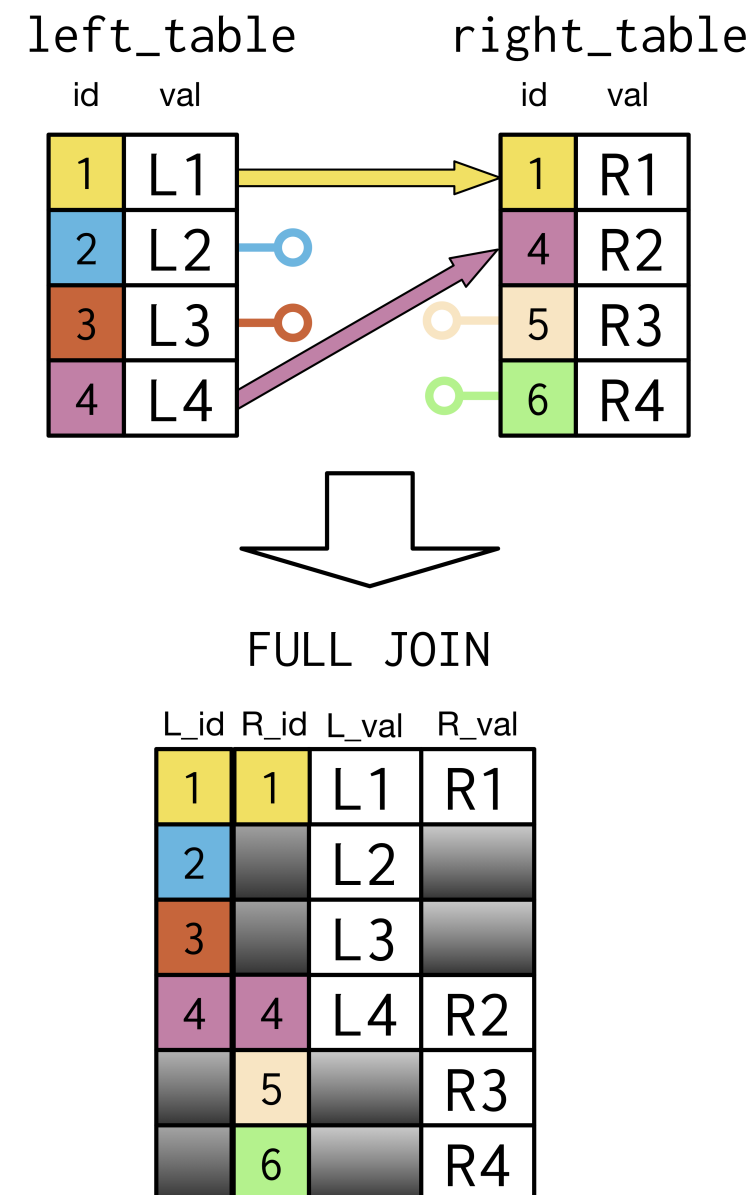 left_table right_table
id val id val
1 L1 1 R1
2 L2 4 R2
3 L3 5 R3
4 L4 6 R4
FULL JOIN
L_id R_id L_val R_val
1 1 L1 R1
2 L2
3 L3
4 4 L4 R2
5 R3
6 R4